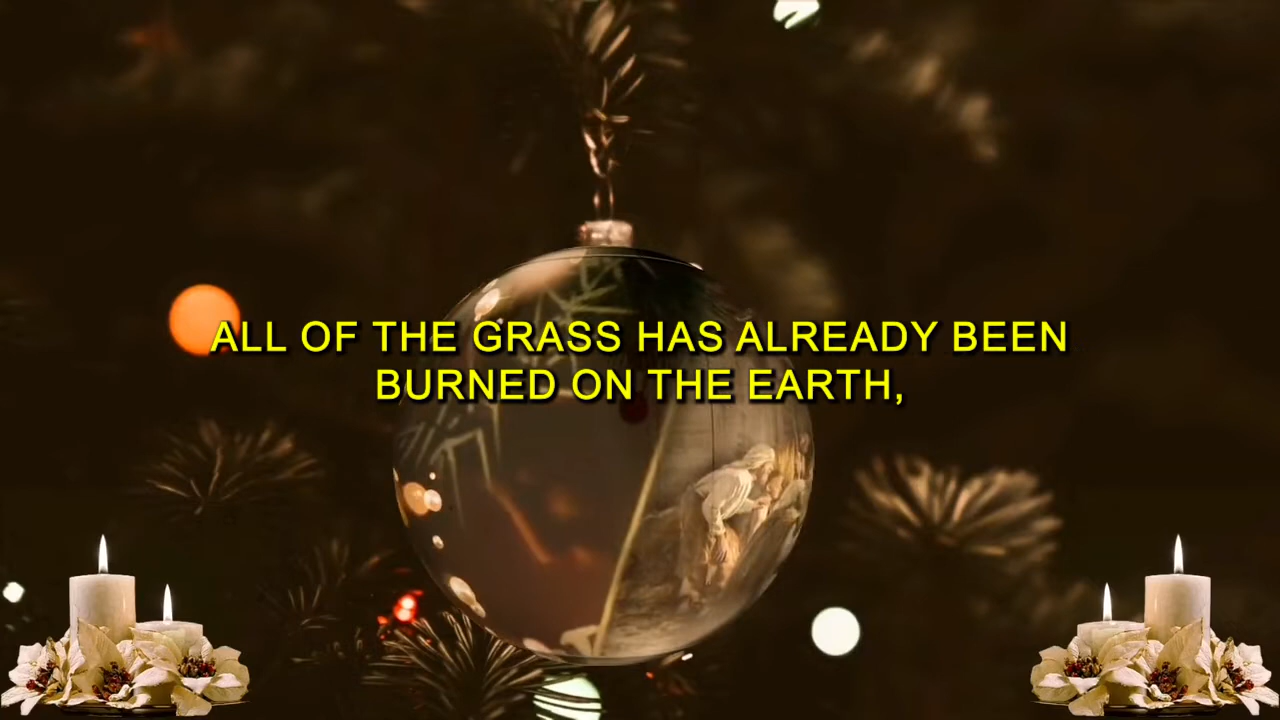 ALL OF THE GRASS HAS ALREADY BEEN
BURNED ON THE EARTH,